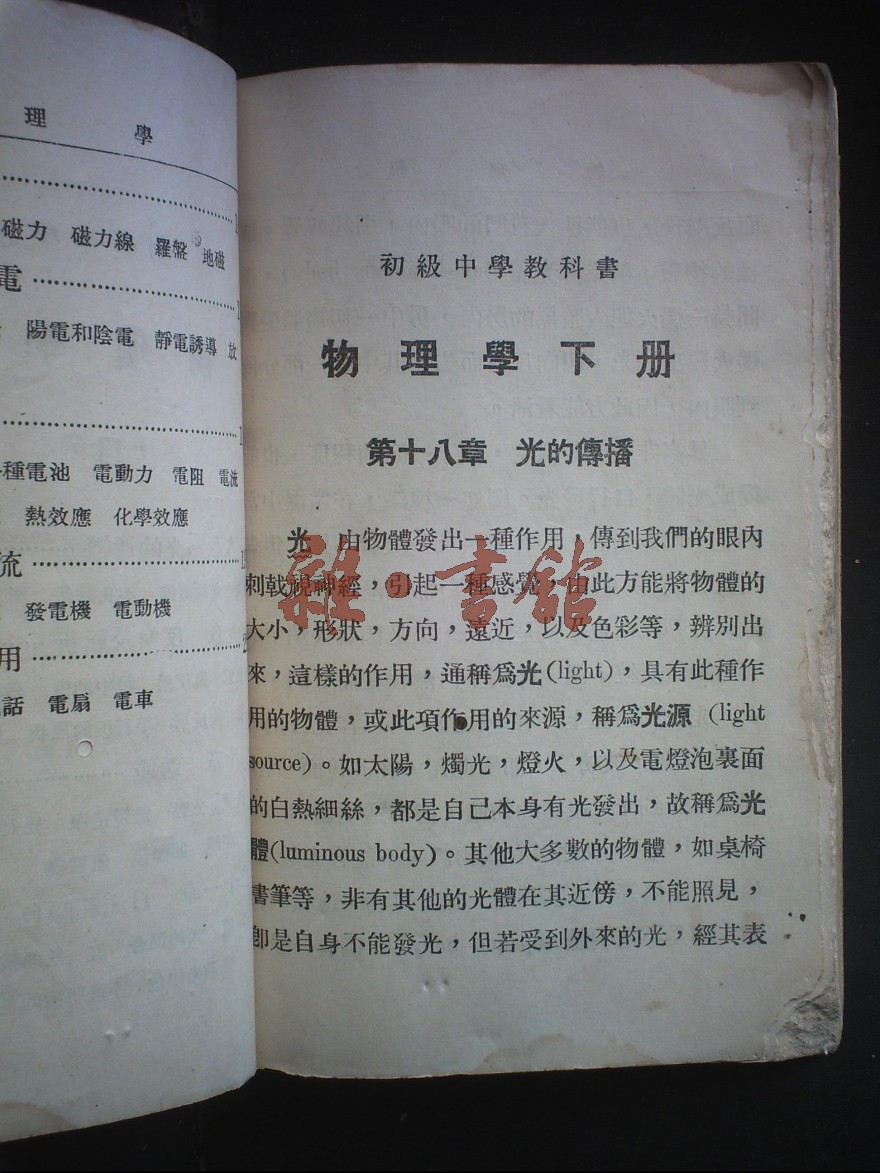 理 學
磁力 磁力線 羅盤 地磁
電
陽電和陰電 靜電誘導 放
種電池 電動力 電阻 電流
熱效應 化學效應
流
發電機 電動機
用
話 電扇 電車
初級中學教科書
物理學下册
第十八章 光的傳播
光 由物體發出一種作用，傳到我們的眼內
刺戟視神經，引起一種感覺，由此方能將物體的
大小，形狀，方向，遠近，以及色彩等，辨別出
來，這樣的作用，通稱爲光(light)，具有此種作
用的物體，或此項作用的來源，稱爲光源 (light
source)。如太陽，燭光，燈火，以及電燈泡裏面
的白熱細絲，都是自己本身有光發出，故稱爲光
體(luminous body)。其他大多數的物體，如桌椅
書筆等，非有其他的光體在其近傍，不能照見，
卽是自身不能發光，但若受到外來的光，經其表
雜·書館